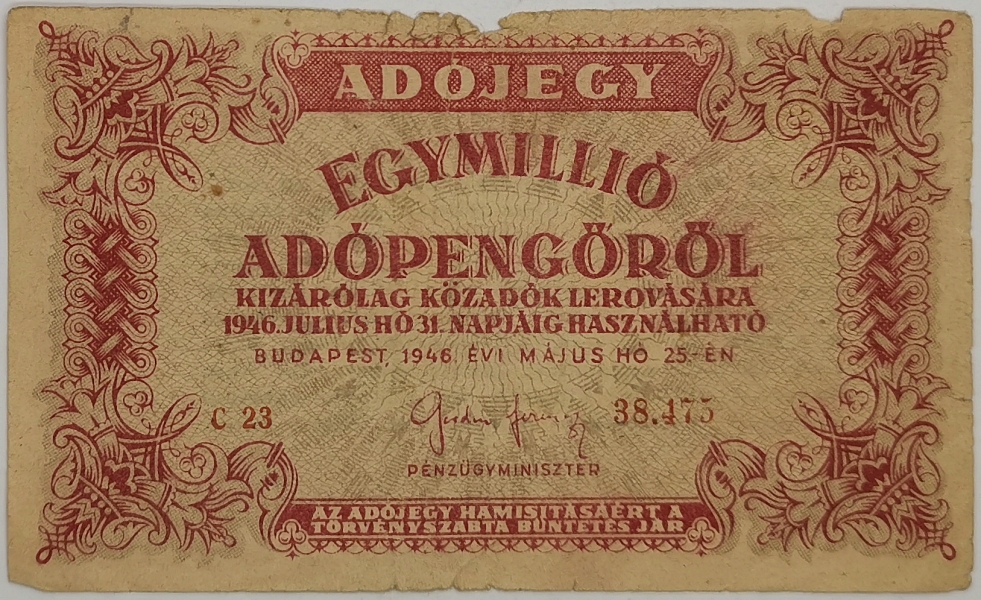 ADÓJEGY
EGYMILLIÓ
ADÓPENGŐRŐL
KIZÁRÓLAG KÖZADÓK LEROVÁSÁRA
1946. JULIUS HÓ 31. NAPJÁIG HASZNÁLHATÓ
BUDAPEST, 1946. ÉVI MÁJUS HÓ 25-ÉN
C 23 38.475
PÉNZÜGYMINISZTER
AZ ADÓJEGY HAMISITÁSÁÉRT A
TÖRVÉNYSZABTA BÜNTETÉS JÁR